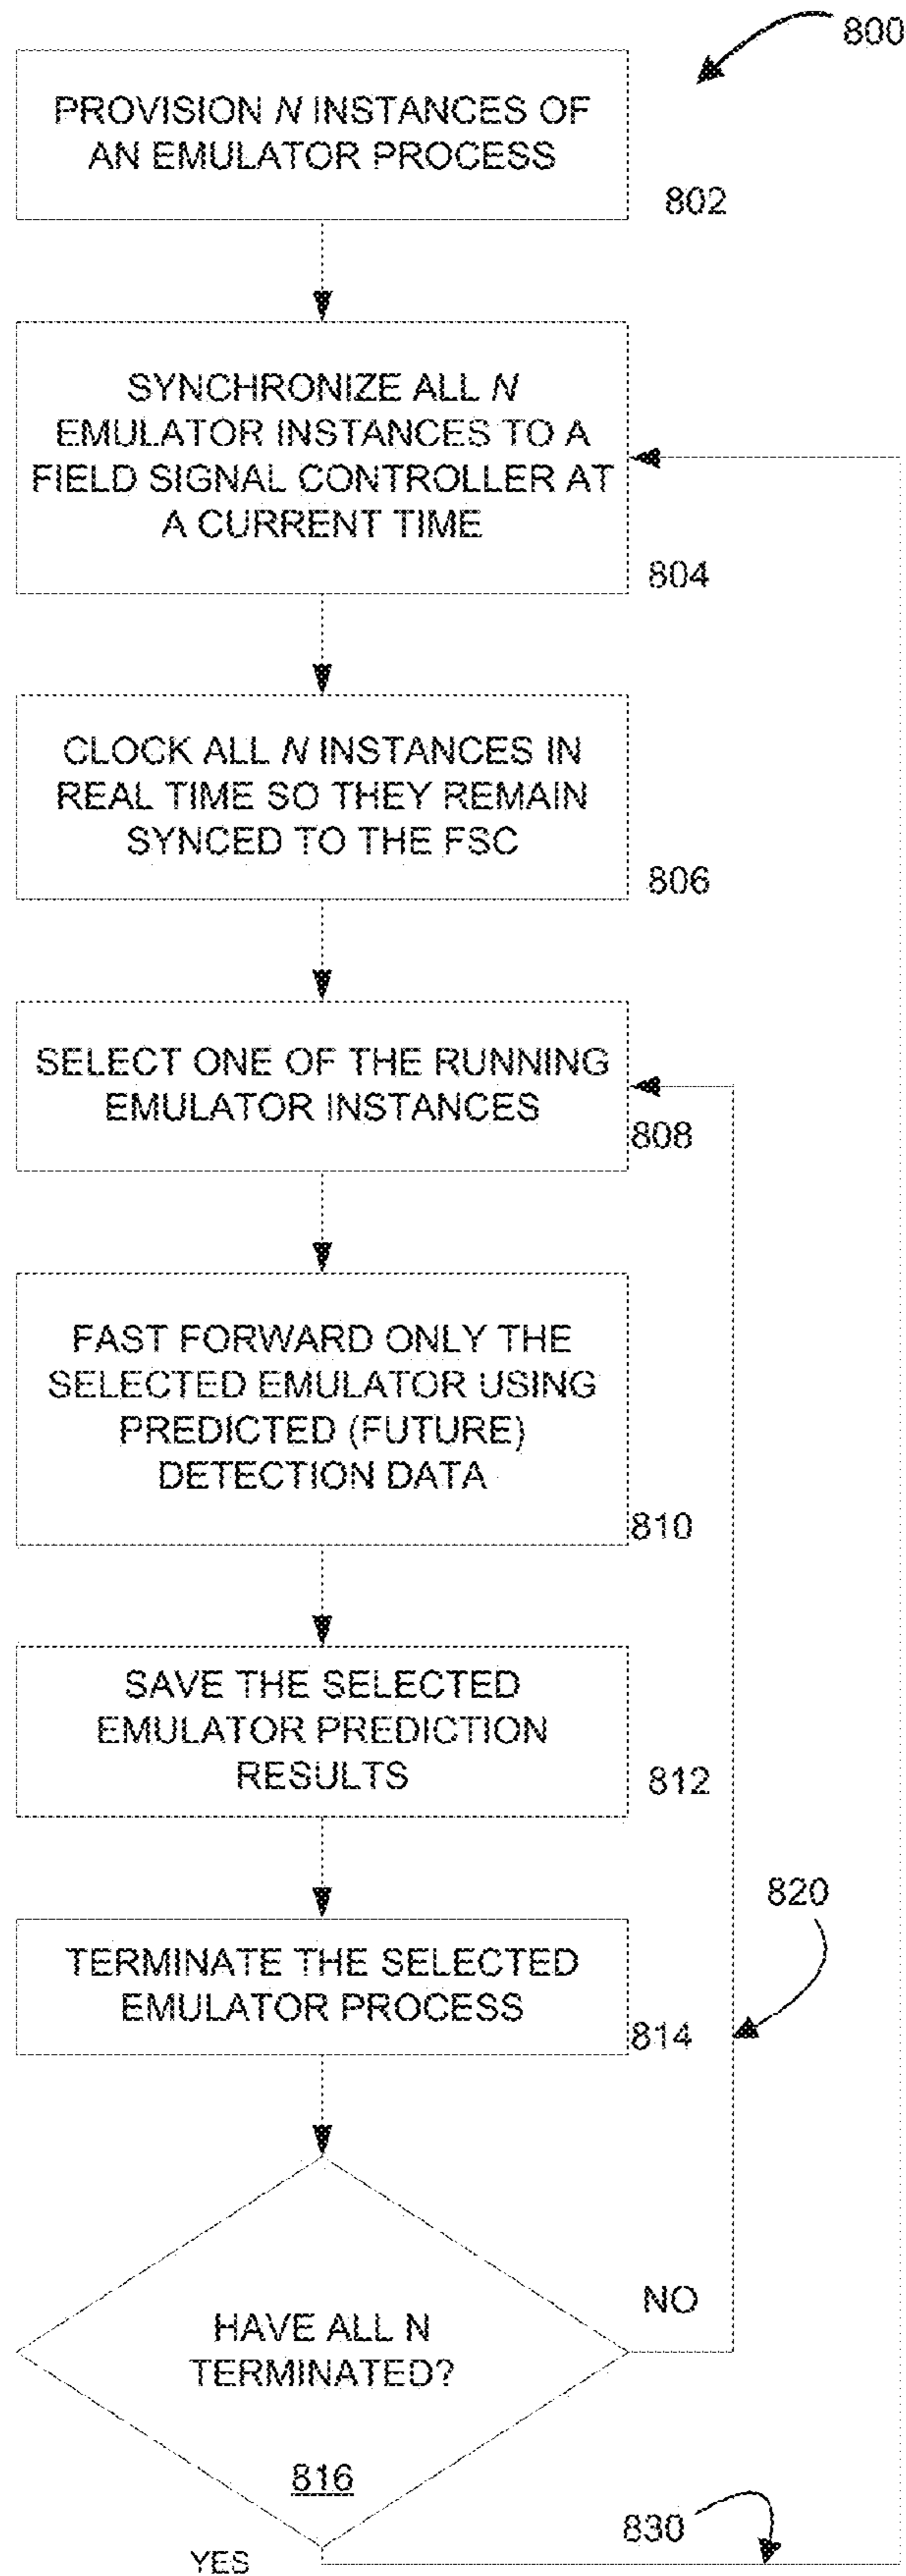 800
PROVISION N INSTANCES OF
AN EMULATOR PROCESS
802
SYNCHRONIZE ALL N
EMULATOR INSTANCES TO A
FIELD SIGNAL CONTROLLER AT
A CURRENT TIME
804
CLOCK ALL N INSTANCES IN
REAL TIME SO THEY REMAIN
SYNCED TO THE FSC
806
SELECT ONE OF THE RUNNING
EMULATOR INSTANCES
808
FAST FORWARD ONLY THE
SELECTED EMULATOR USING
PREDICTED (FUTURE)
DETECTION DATA
810
SAVE THE SELECTED
EMULATOR PREDICTION
RESULTS
812
820
TERMINATE THE SELECTED
EMULATOR PROCESS
814
NO
HAVE ALL N
TERMINATED?
816
830
YES